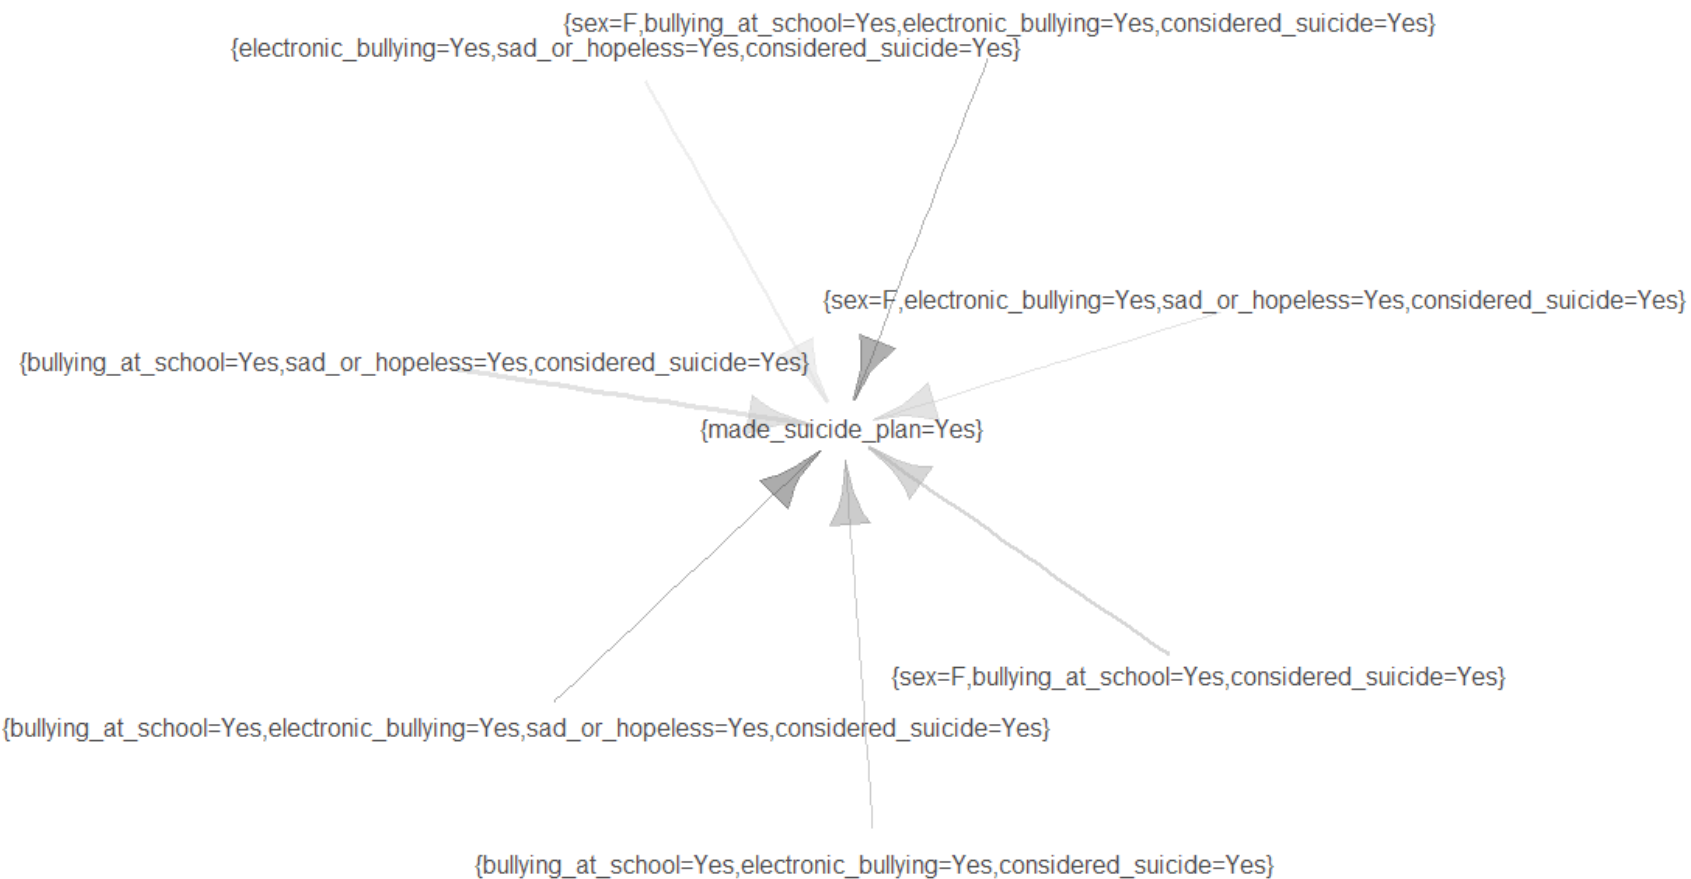 {sex=F,bullying_at_school=Yes,electronic_bullying=Yes,considered_suicide=Yes}
{electronic_bullying=Yes,sad_or_hopeless=Yes,considered_suicide=Yes}
{sex=F,electronic_bullying=Yes,sad_or_hopeless=Yes,considered_suicide=Yes}
{bullying_at_school=Yes,sad_or_hopeless=Yes,considered_suicide=Yes}
{made_suicide_plan=Yes}
{sex=F,bullying_at_school=Yes,considered_suicide=Yes}
{bullying_at_school=Yes,electronic_bullying=Yes,sad_or_hopeless=Yes,considered_suicide=Yes}
{bullying_at_school=Yes,electronic_bullying=Yes,considered_suicide=Yes}